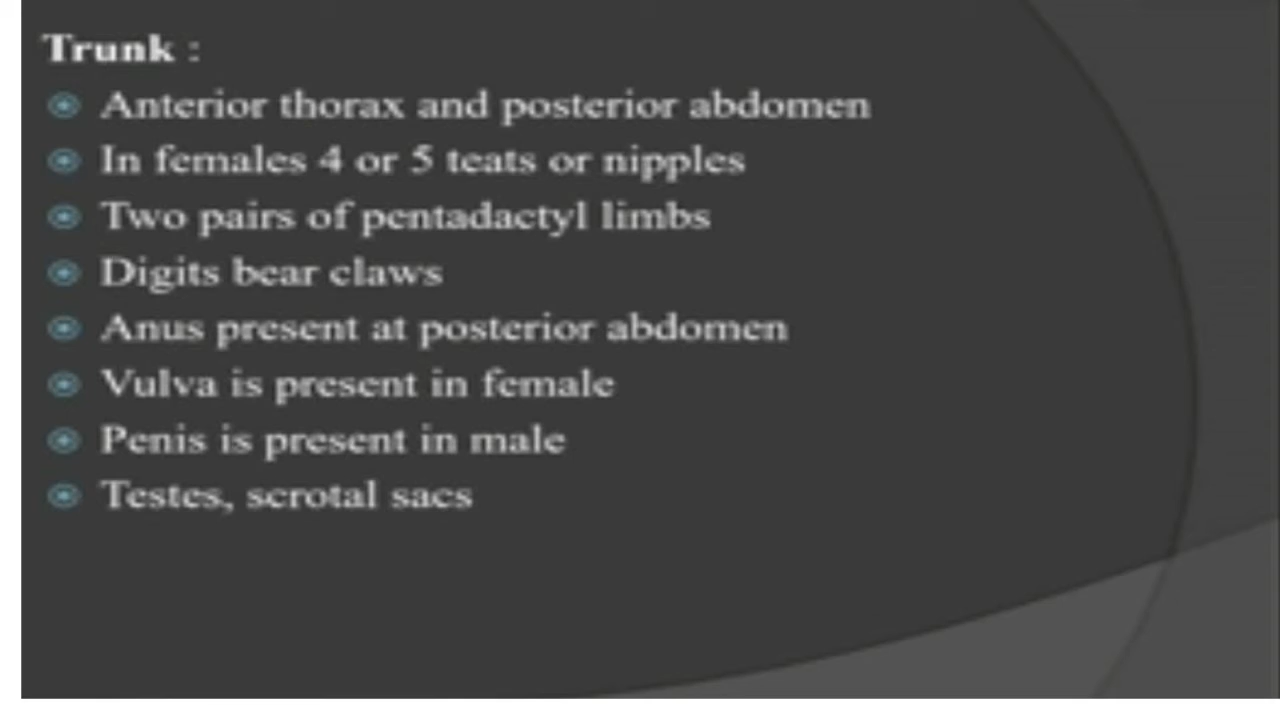 Trunk :
Anterior thorax and posterior abdomen
In females 4 or 5 teats or nipples
Two pairs of pentadactyl limbs
Digits bear claws
Anus present at posterior abdomen
Vulva is present in female
Penis is present in male
Testes, scrotal sacs